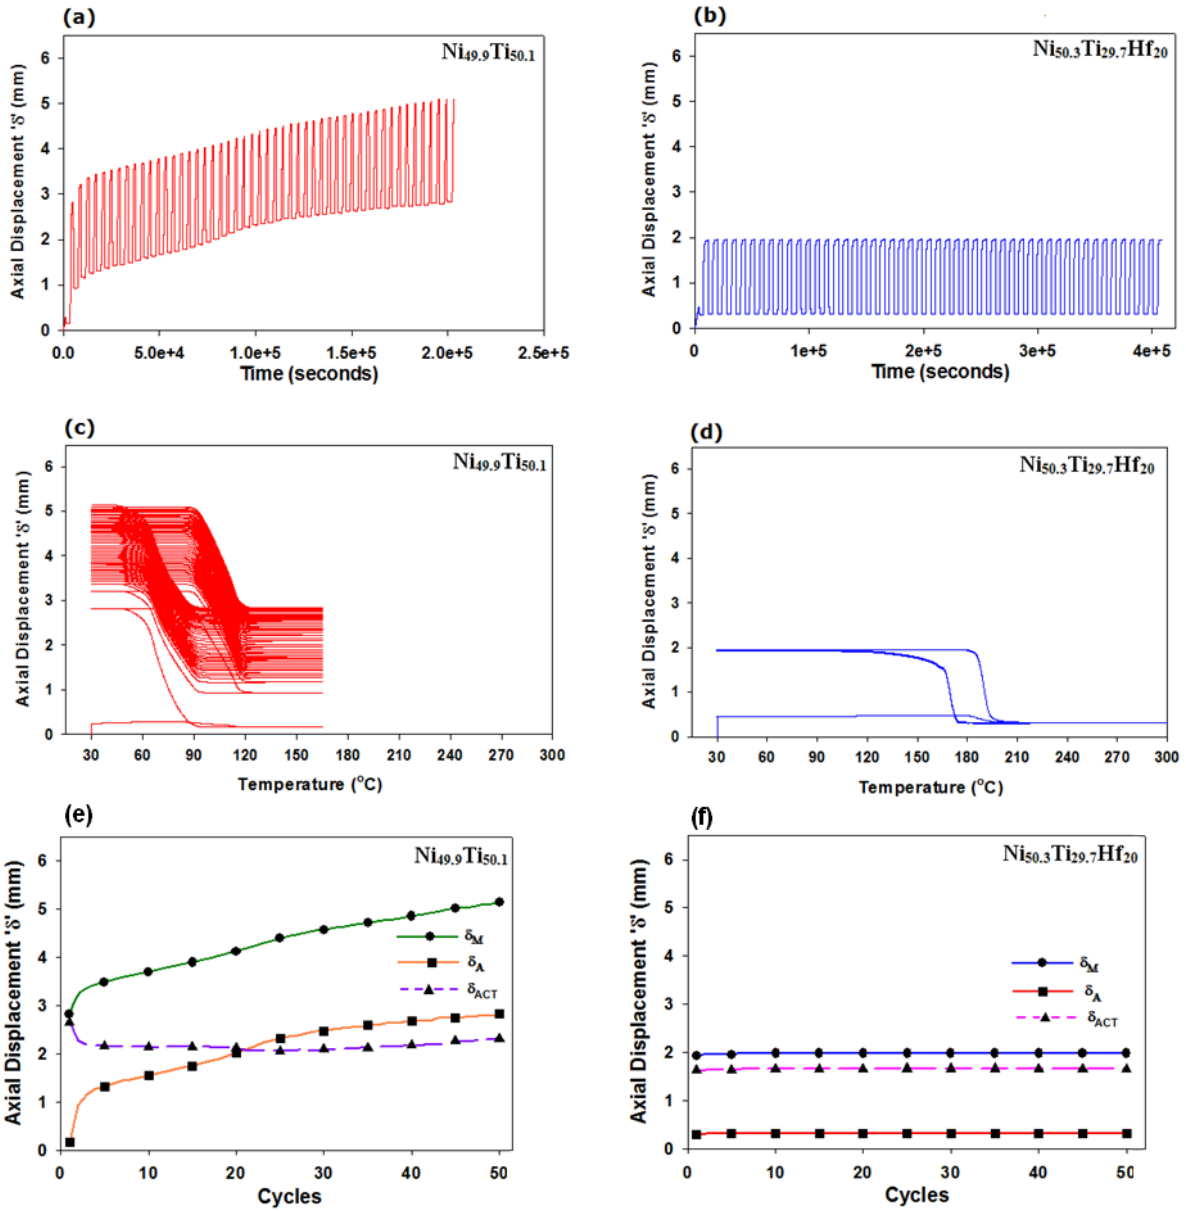 (a)
Ni49.9Ti50.1
Axial Displacement 'δ' (mm)
6
5
4
3
2
1
0
0.0 5.0e+4 1.0e+5 1.5e+5 2.0e+5 2.5e+5
Time (seconds)
(b)
Ni50.3Ti29.7Hf20
Axial Displacement 'δ' (mm)
6
5
4
3
2
1
0
0 1e+5 2e+5 3e+5 4e+5
Time (seconds)
(c)
Ni49.9Ti50.1
Axial Displacement 'δ' (mm)
6
5
4
3
2
1
0
30 60 90 120 150 180 210 240 270 300
Temperature (°C)
(d)
Ni50.3Ti29.7Hf20
Axial Displacement 'δ' (mm)
6
5
4
3
2
1
0
30 60 90 120 150 180 210 240 270 300
Temperature (°C)
(e)
Ni49.9Ti50.1
Axial Displacement 'δ' (mm)
6
5
4
3
2
1
0
δM
δA
δACT
0 10 20 30 40 50
Cycles
(f)
Ni50.3Ti29.7Hf20
Axial Displacement 'δ' (mm)
6
5
4
3
2
1
0
δM
δA
δACT
0 10 20 30 40 50
Cycles